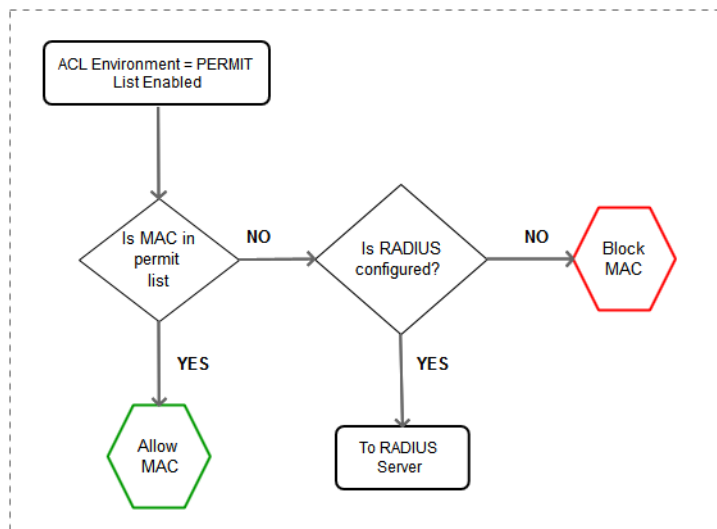 ACL Environment = PERMIT
List Enabled
Is MAC in
permit
list
NO
Is RADIUS
configured?
NO
Block
MAC
YES
YES
Allow
MAC
To RADIUS
Server